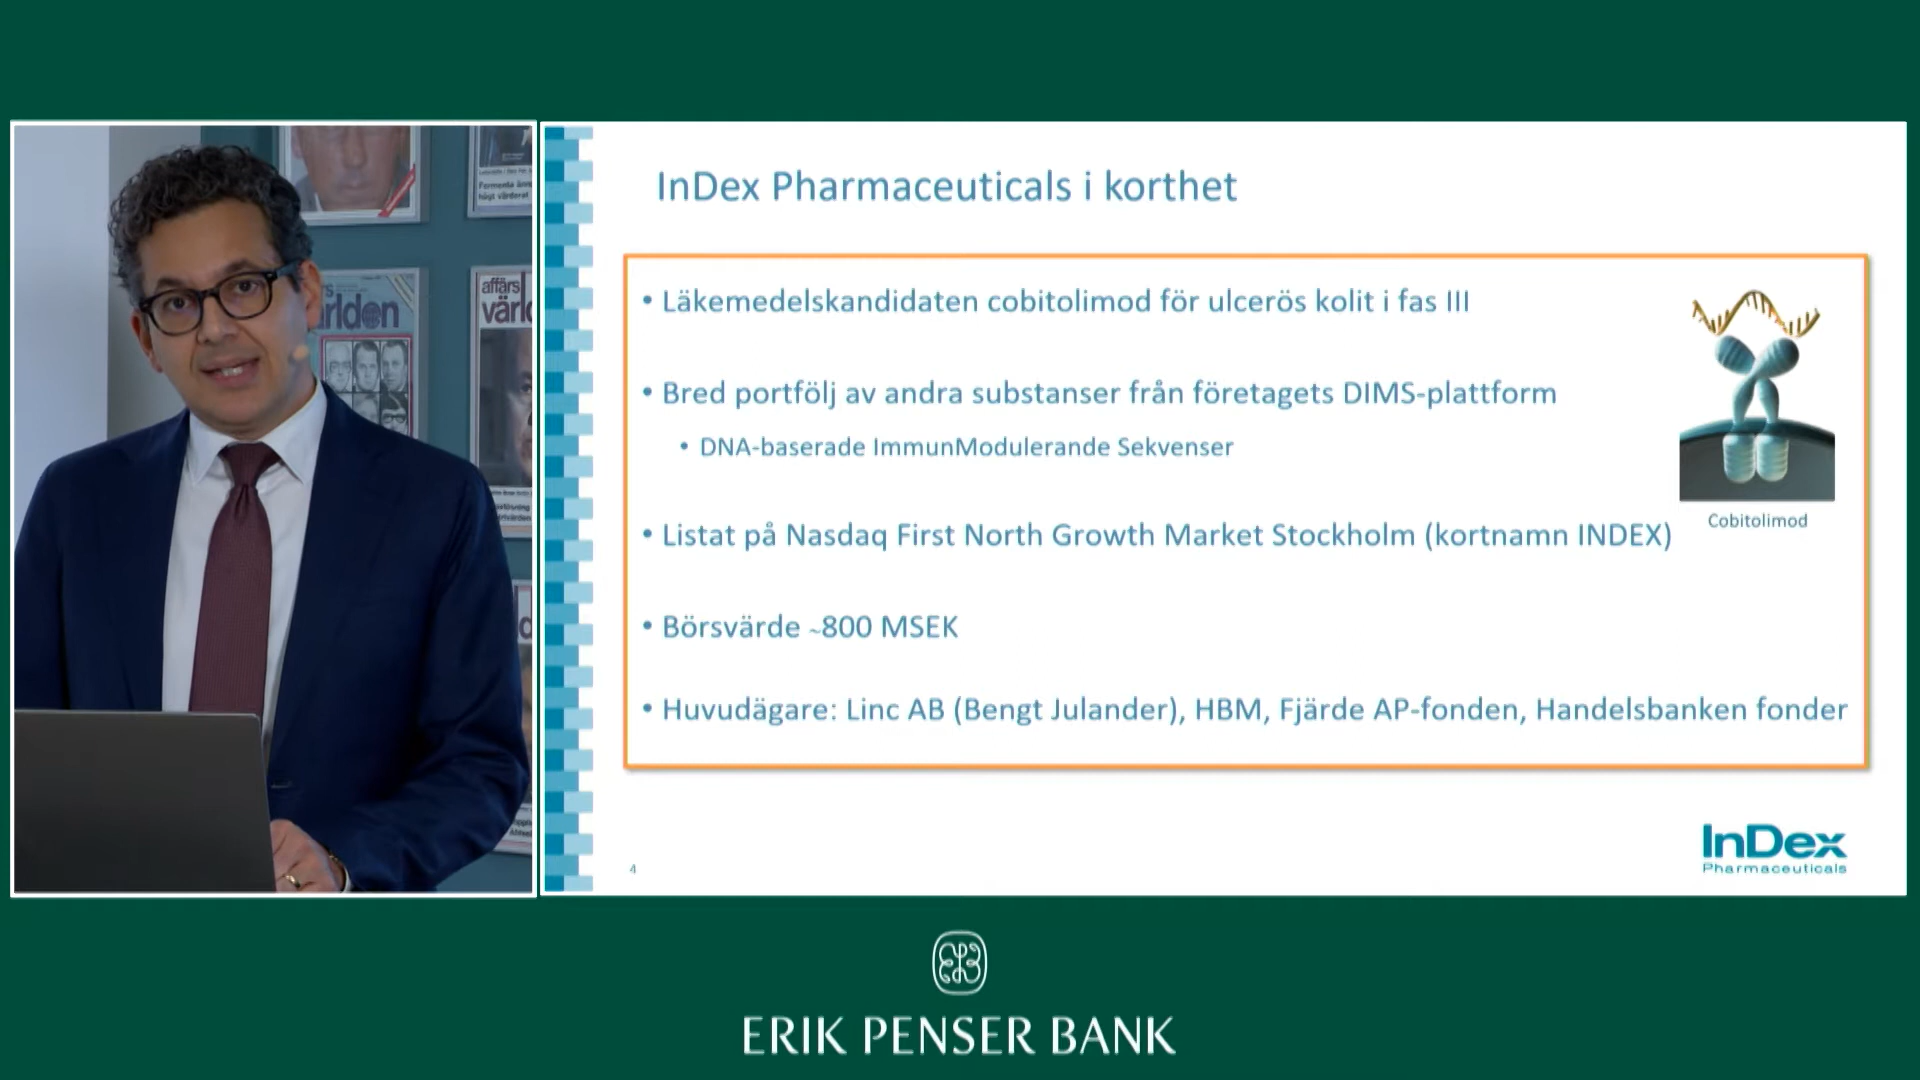 InDex Pharmaceuticals i korthet
• Läkemedelskandidaten cobitolimod för ulcerös kolit i fas III
• Bred portfölj av andra substanser från företagets DIMS-plattform
• DNA-baserade ImmunModulerande Sekvenser
• Listat på Nasdaq First North Growth Market Stockholm (kortnamn INDEX)
• Börsvärde ~800 MSEK
• Huvudägare: Linc AB (Bengt Julander), HBM, Fjärde AP-fonden, Handelsbanken fonder
Cobitolimod
4
InDex
Pharmaceuticals
affärs
ERIK PENSER BANK